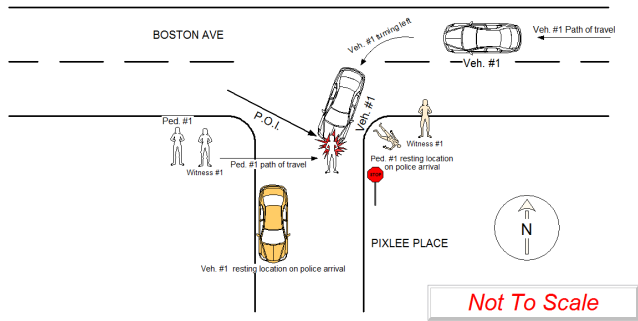 BOSTON AVE
Veh. #1 turning left
Veh. #1 Path of travel
Veh. #1
Veh. #1
P.O.I.
Ped. #1
Witness #1
Ped. #1 path of travel
Witness #1
Ped. #1 resting location
on police arrival
STOP
N
PIXLEE PLACE
Veh. #1 resting location on police arrival
Not To Scale